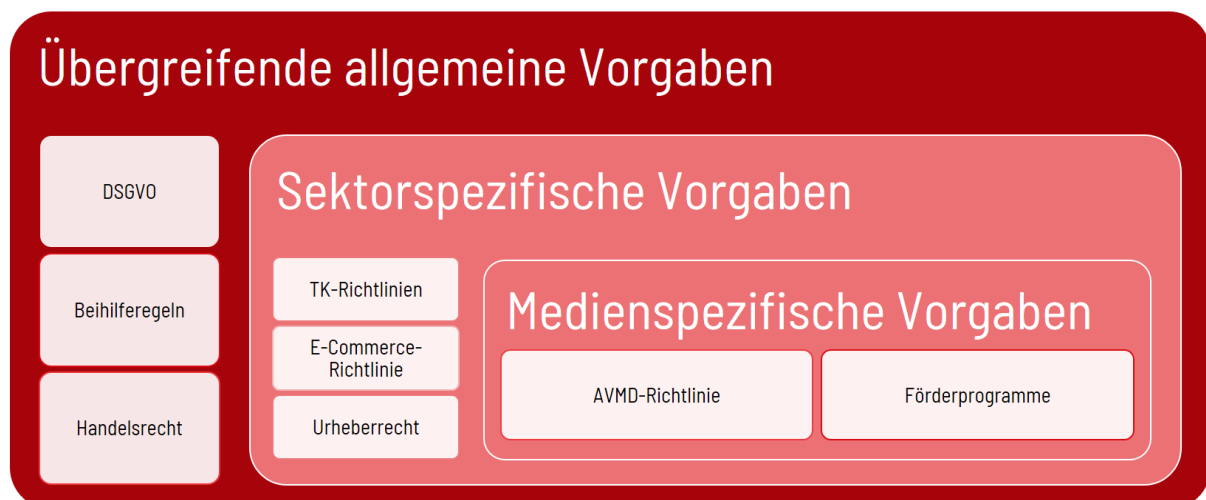 Übergreifende allgemeine Vorgaben
DSGVO
Beihilferegeln
Handelsrecht
Sektorspezifische Vorgaben
TK-Richtlinien
E-Commerce-
Richtlinie
Urheberrecht
Medienspezifische Vorgaben
AVMD-Richtlinie
Förderprogramme